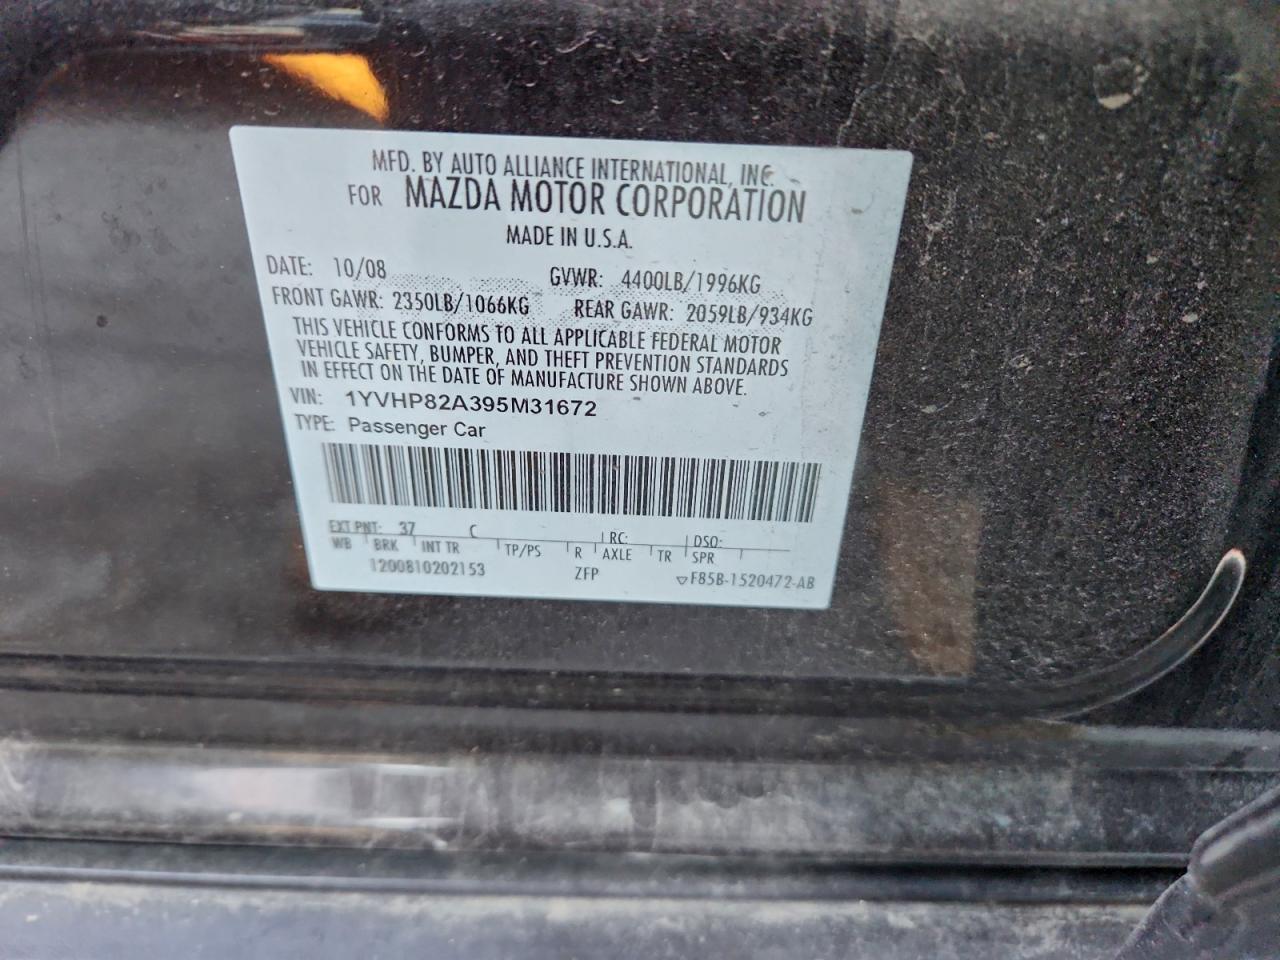 MFD. BY AUTO ALLIANCE INTERNATIONAL, INC.
FOR MAZDA MOTOR CORPORATION
MADE IN U.S.A.
DATE: 10/08 GVWR: 4400LB/1996KG
FRONT GAWR: 2350LB/1066KG REAR GAWR: 2059LB/934KG
THIS VEHICLE CONFORMS TO ALL APPLICABLE FEDERAL MOTOR
VEHICLE SAFETY, BUMPER, AND THEFT PREVENTION STANDARDS
IN EFFECT ON THE DATE OF MANUFACTURE SHOWN ABOVE.
VIN: 1YVHP82A395M31672
TYPE: Passenger Car
EXT PNT: 37 C RC: DSO:
WB BRK INT TR TP/PS R AXLE TR SPR
1200810202153 ZFP ▽F85B-1520472-AB